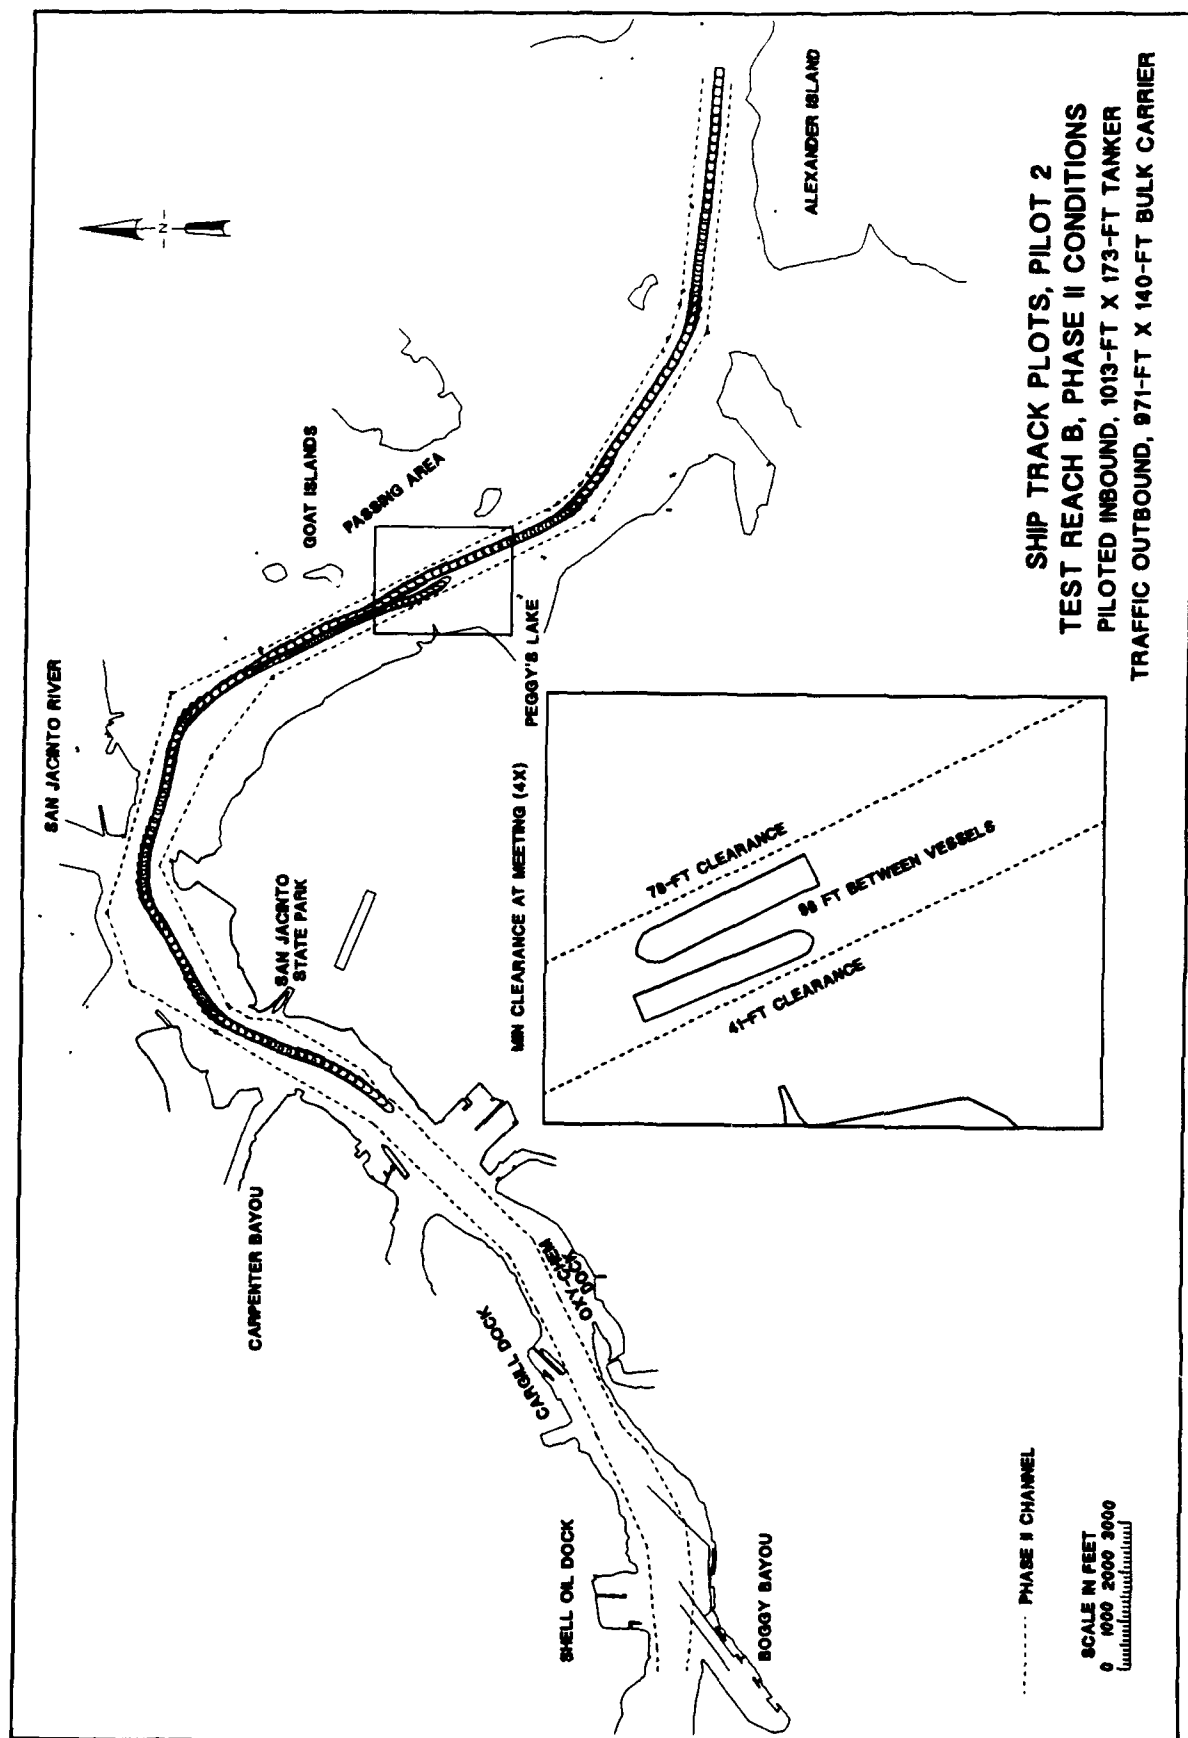 SAN JACINTO RIVER
GOAT ISLANDS
PASSING AREA
N
ALEXANDER ISLAND
SAN JACINTO
STATE PARK
PEGGY'S LAKE
CARPENTER BAYOU
CARGILL DOCK
OXY-CHEM
DOCK
SHELL OIL DOCK
BOGGY BAYOU
MIN CLEARANCE AT MEETING (4X)
-FT CLEARANCE
FT BETWEEN VESSELS
41-FT CLEARANCE
PHASE II CHANNEL
SCALE IN FEET
0 1000 2000 3000
SHIP TRACK PLOTS, PILOT 2
TEST REACH B, PHASE II CONDITIONS
PILOTED INBOUND, 1013-FT X 173-FT TANKER
TRAFFIC OUTBOUND, 971-FT X 140-FT BULK CARRIER